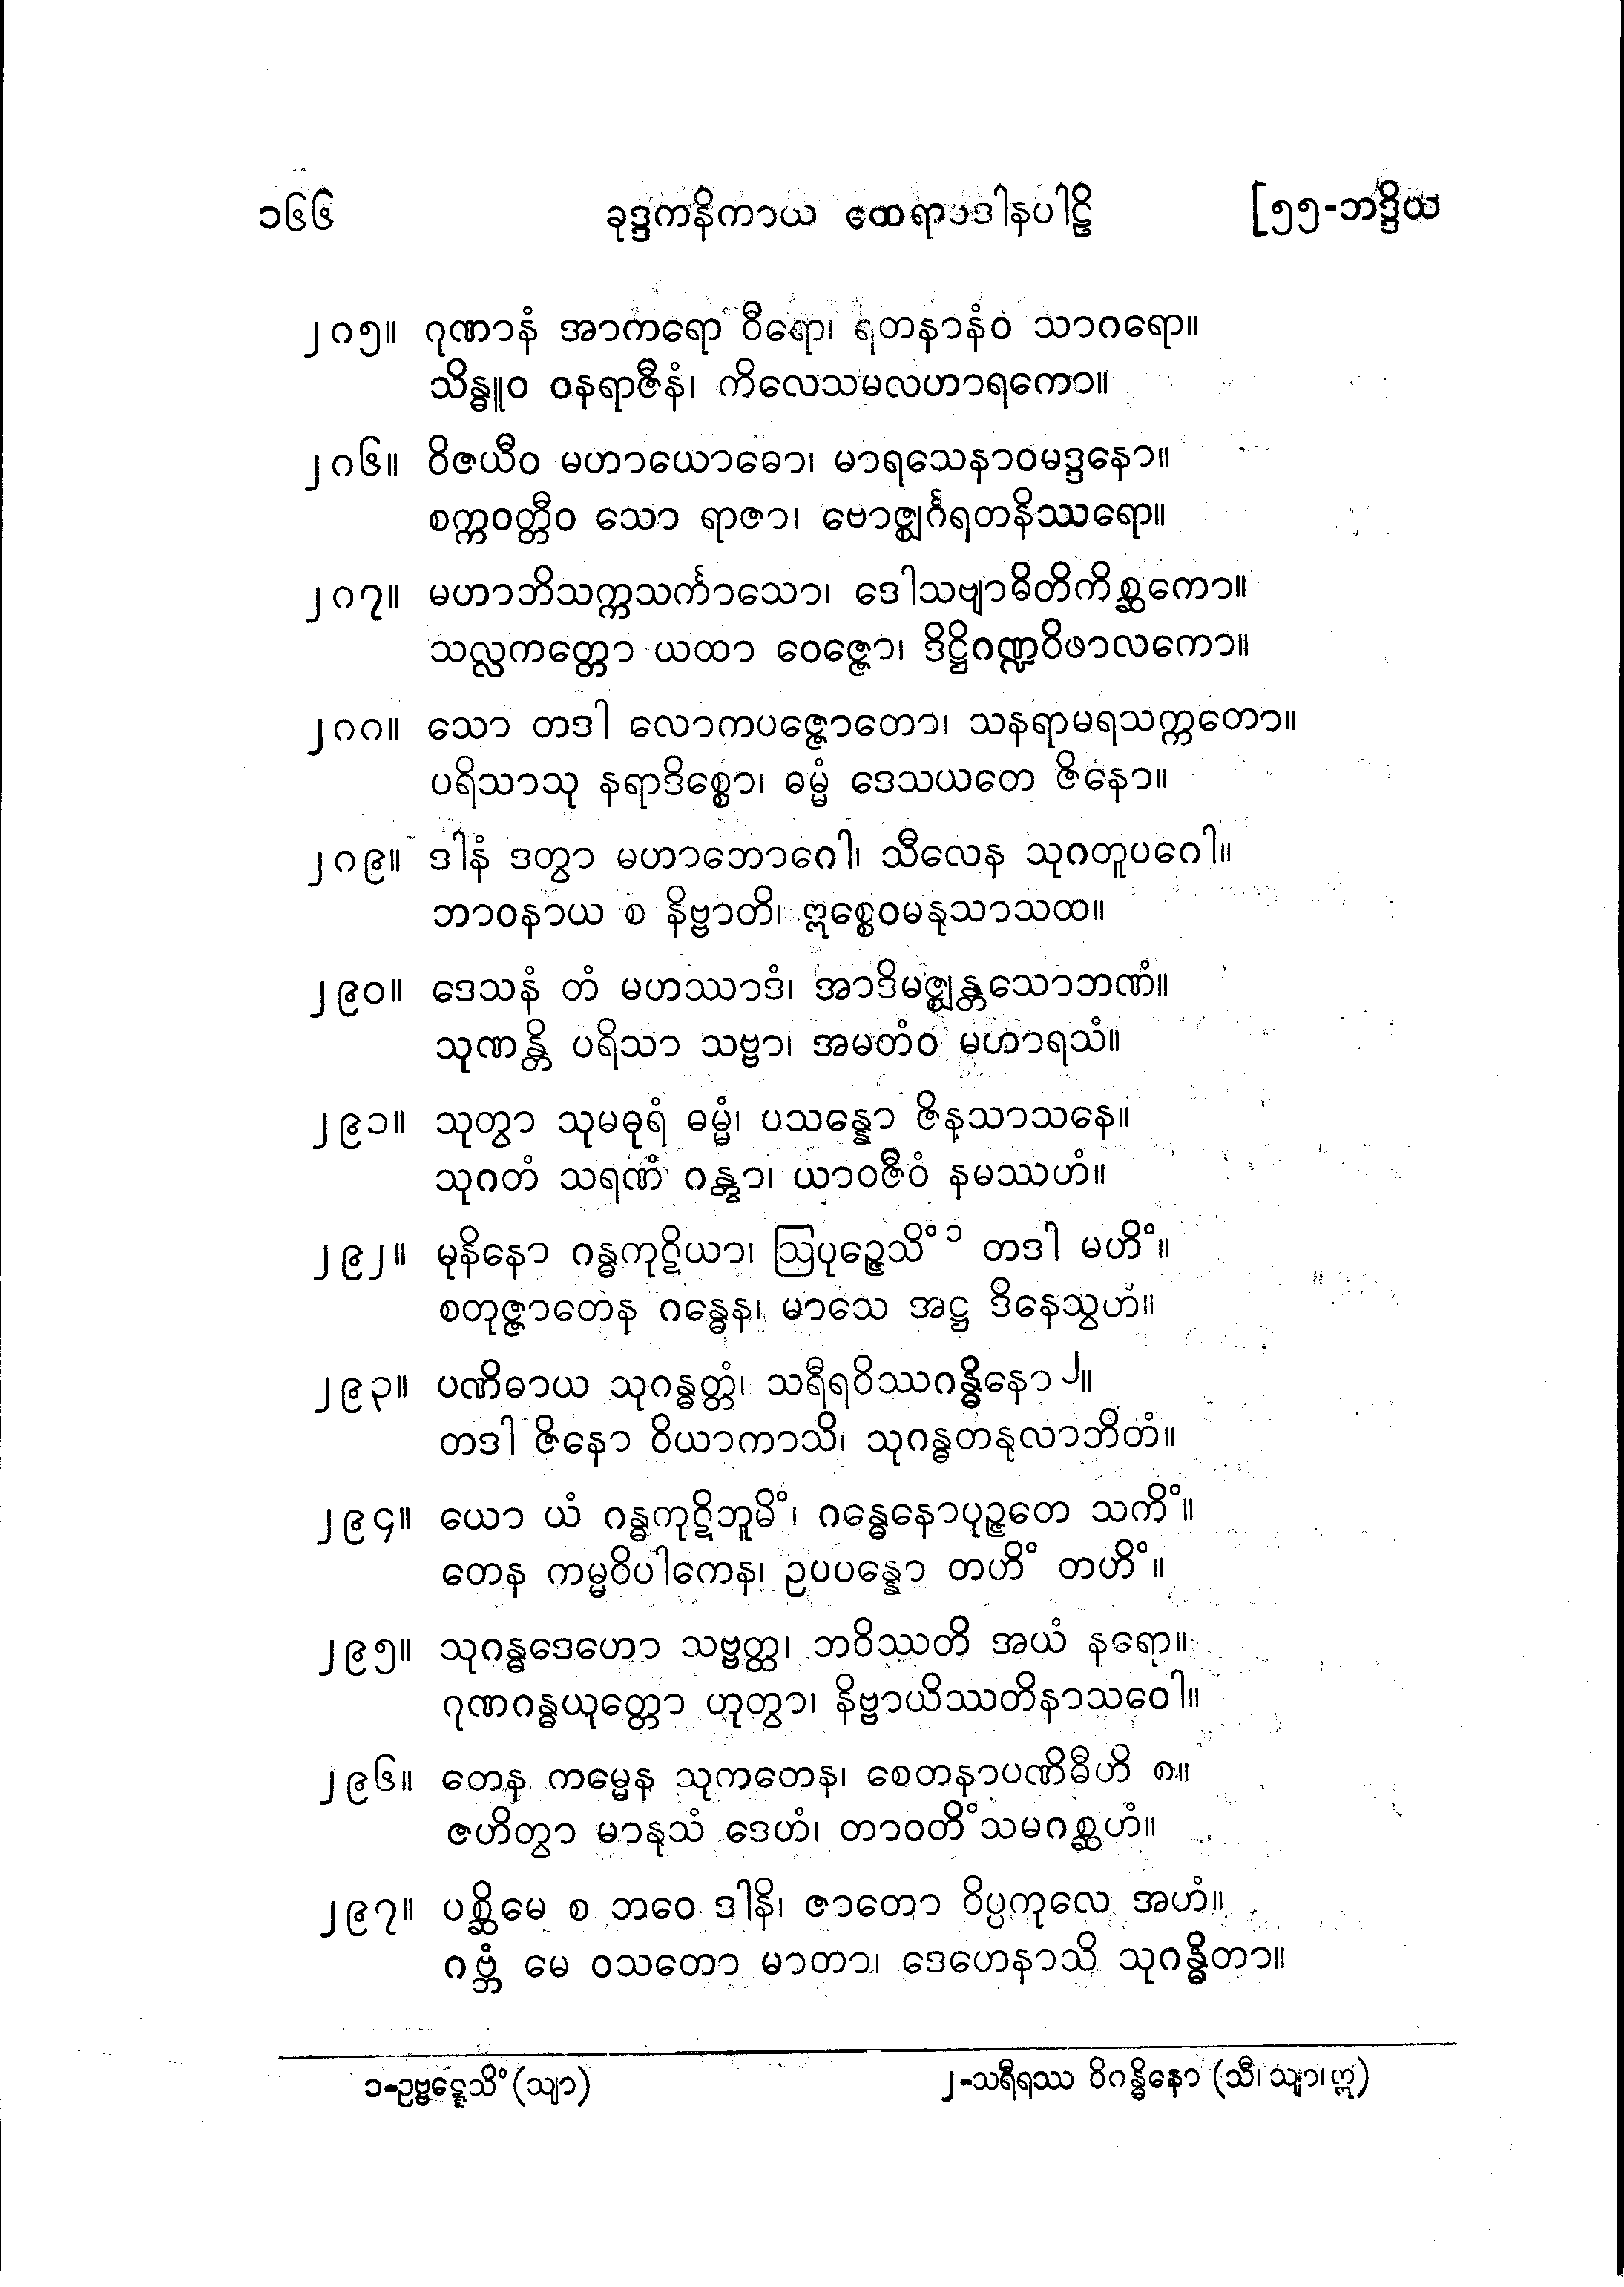 ၁၆၆ ခုဒ္ဒကနိကာယ ထေရာပဒါနပါဠိ [၅၅-ဘဒ္ဒိယ
၂၈၅။ ဂုဏာနံ အာကရော ဝီရော၊ ရတနာနံဝ သာဂရော။
သိန္ဓူဝ ဝနရာဇီနံ၊ ကိလေသမလဟာရကော။
၂၈၆။ ဝိဇယီဝ မဟာယောဓော၊ မာရသေနာဝမဒ္ဒနော။
စက္ကဝတ္တီဝ သော ရာဇာ၊ ဗောဇ္ဈင်္ဂရတနိဿရော။
၂၈၇။ မဟာဘိသက္ကသင်္ကာသော၊ ဒေါသဗျာဓိတိကိစ္ဆကော။
သလ္လကတ္တော ယထာ ဝေဇ္ဇော၊ ဒိဋ္ဌိဂဏ္ဍဝိဖာလကော။
၂၈၈။ သော တဒါ လောကပဇ္ဇောတော၊ သနရာမရသက္ကတော။
ပရိသာသု နရာဒိစ္စော၊ ဓမ္မံ ဒေသယတေ ဇိနော။
၂၈၉။ ဒါနံ ဒတွာ မဟာဘောဂေါ၊ သီလေန သုဂတူပဂေါ။
ဘာဝနာယ စ နိဗ္ဗာတိ၊ ဣစ္စေဝမနုသာသထ။
၂၉၀။ ဒေသနံ တံ မဟဿာဒံ၊ အာဒိမဇ္ဈန္တသောဘဏံ။
သုဏန္တိ ပရိသာ သဗ္ဗာ၊ အမတံဝ မဟာရသံ။
၂၉၁။ သုတွာ သုမဓုရံ ဓမ္မံ၊ ပသန္နော ဇိနသာသနေ။
သုဂတံ သရဏံ ဂန္တွာ၊ ယာဝဇီဝံ နမဿဟံ။
၂၉၂။ မုနိနော ဂန္ဓကုဋိယာ၊ ဩပုဉ္ဇေသိံ ၁ တဒါ မဟိံ။
စတုဇ္ဇာတေန ဂန္ဓေန၊ မာသေ အဋ္ဌ ဒိနေသွဟံ။
၂၉၃။ ပဏိဓာယ သုဂန္ဓတ္တံ၊ သရီရဝိဿဂန္ဓိနော ၂။
တဒါ ဇိနော ဝိယာကာသိ၊ သုဂန္ဓတနုလာဘိတံ။
၂၉၄။ ယော ယံ ဂန္ဓကုဋိဘူမိံ၊ ဂန္ဓေနောပုဉ္ဇတေ သကိံ။
တေန ကမ္မဝိပါကေန၊ ဥပပန္နော တဟိံ တဟိံ။
၂၉၅။ သုဂန္ဓဒေဟော သဗ္ဗတ္ထ၊ ဘဝိဿတိ အယံ နရော။
ဂုဏဂန္ဓယုတ္တော ဟုတွာ၊ နိဗ္ဗာယိဿတိနာသဝေါ။
၂၉၆။ တေန ကမ္မေန သုကတေန၊ စေတနာပဏိဓီဟိ စ။
ဇဟိတွာ မာနုသံ ဒေဟံ၊ တာဝတိံသမဂစ္ဆဟံ။
၂၉၇။ ပစ္ဆိမေ စ ဘဝေ ဒါနိ၊ ဇာတော ဝိပ္ပကုလေ အဟံ။
ဂဗ္ဘံ မေ ဝသတော မာတာ၊ ဒေဟေနာသိ သုဂန္ဓိတာ။
၁-ဥဗ္ဗဋ္ဋေသိံ (သျာ) ၂-သရီရဿ ဝိဂန္ဓိနော (သီ၊ သျာ၊ ဣ)